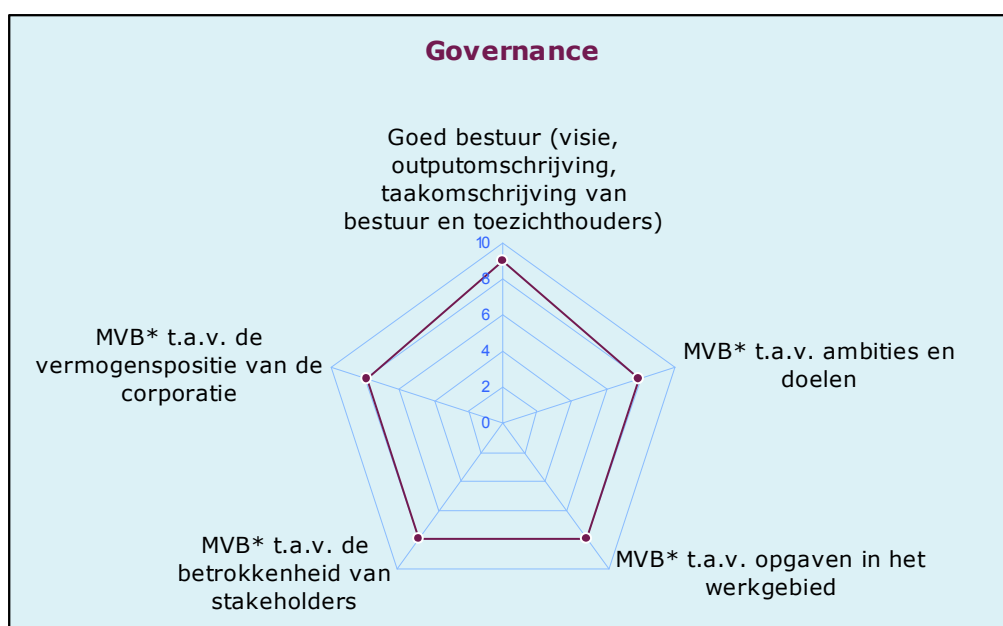 Governance
Goed bestuur (visie,
outputomschrijving,
taakomschrijving van
bestuur en toezichthouders)
10
8
6
4
2
0
MVB* t.a.v. ambities en
doelen
MVB* t.a.v. opgaven in het
werkgebied
MVB* t.a.v. de
betrokkenheid van
stakeholders
MVB* t.a.v. de
vermogenspositie van de
corporatie